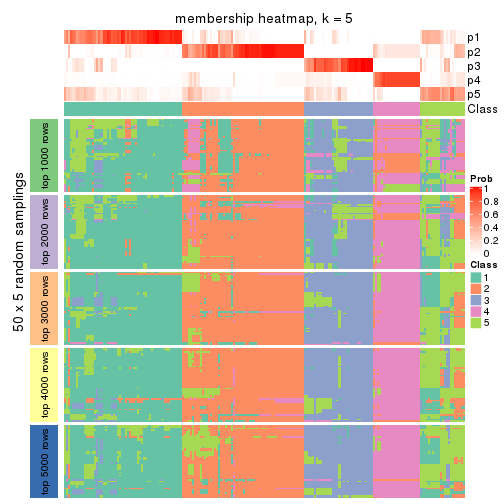 membership heatmap, k = 5
p1
p2
p3
p4
p5
Class
50 x 5 random samplings
top 1000 rows
top 2000 rows
top 3000 rows
top 4000 rows
top 5000 rows
Prob
1
0.8
0.6
0.4
0.2
0
Class
1
2
3
4
5